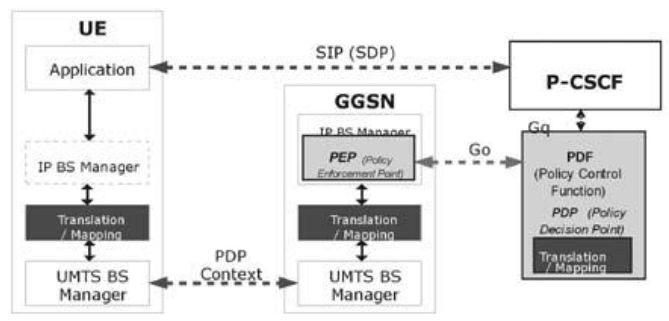 UE
Application
IP BS Manager
Translation
/ Mapping
UMTS BS
Manager
SIP (SDP)
PDP
Context
GGSN
IP BS Manager
PEP (Policy
Enforcement Point)
Translation
/ Mapping
UMTS BS
Manager
Go
P-CSCF
Gq
PDF
(Policy Control
Function)
PDP (Policy
Decision Point)
Translation
/ Mapping